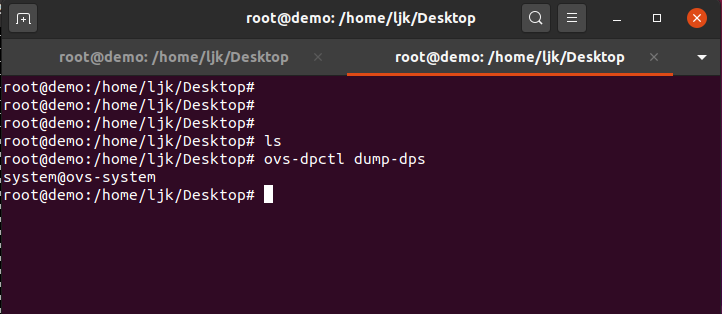 root@demo: /home/ljk/Desktop
root@demo: /home/ljk/Desktop
root@demo: /home/ljk/Desktop
root@demo:/home/ljk/Desktop#
root@demo:/home/ljk/Desktop#
root@demo:/home/ljk/Desktop#
root@demo:/home/ljk/Desktop# ls
root@demo:/home/ljk/Desktop# ovs-dpctl dump-dps
system@ovs-system
root@demo:/home/ljk/Desktop#